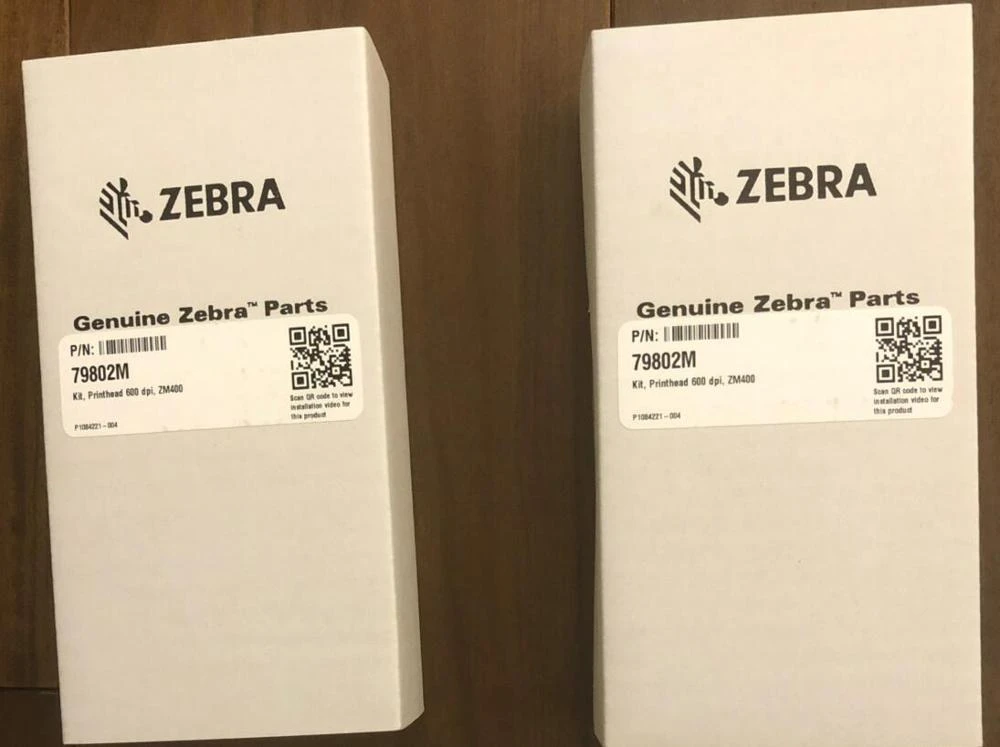 ZEBRA
Genuine Zebra™ Parts
P/N:
79802M
Kit, Printhead 600 dpi, ZM400
Scan QR code to view
installation video for
this product
P1084221-004
ZEBRA
Genuine Zebra™ Parts
P/N:
79802M
Kit, Printhead 600 dpi, ZM400
Scan QR code to view
installation video for
this product
P1084221-004